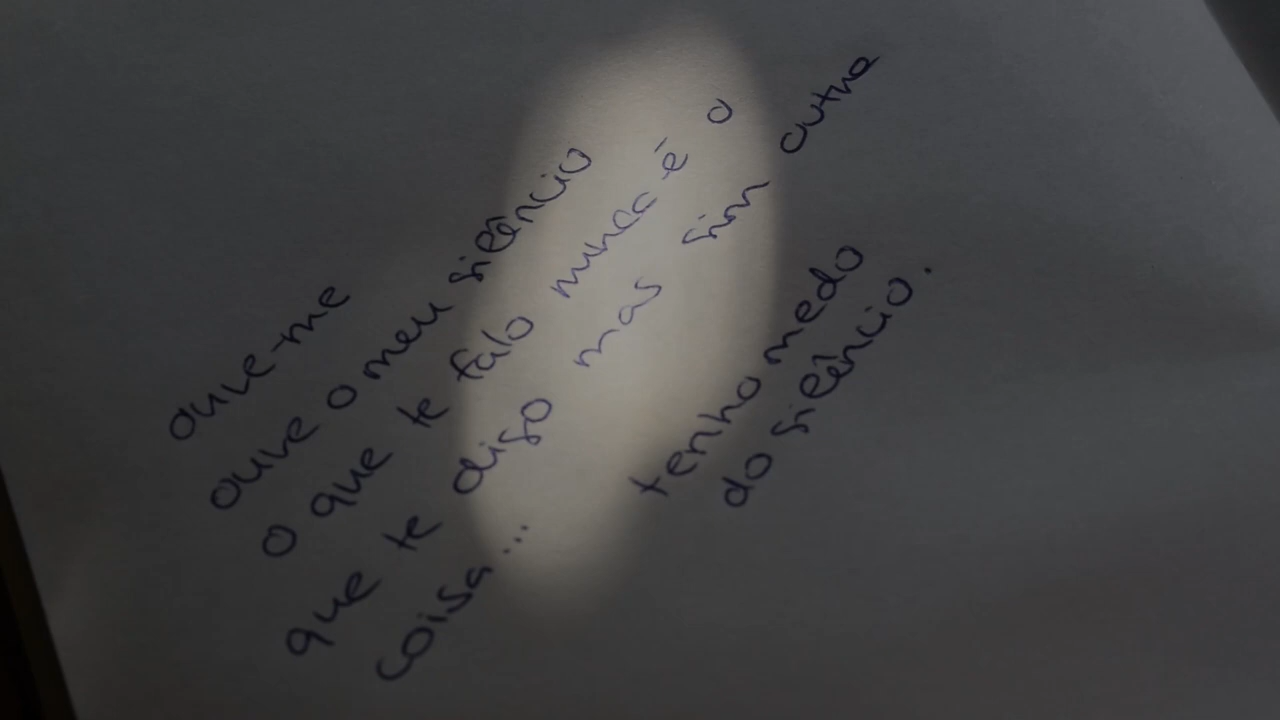 ouve-me
ouve o meu silêncio
o que te falo nunca é o
que te digo mas sim outra
coisa...
tenho medo
do silêncio.